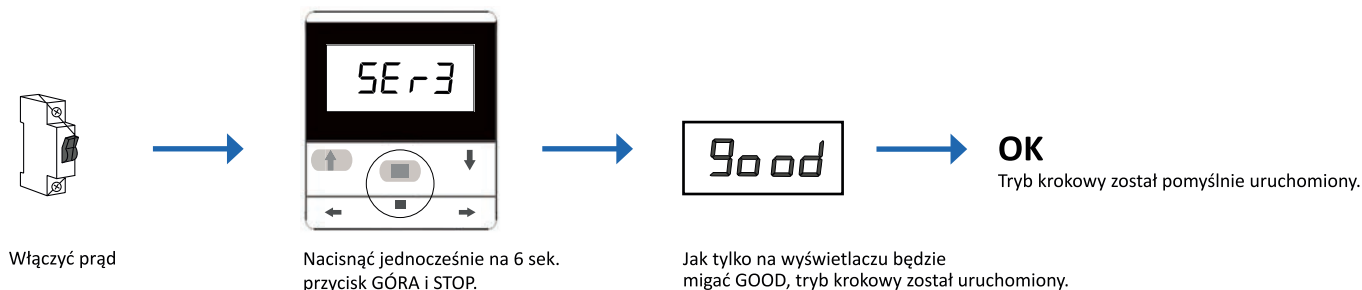 SEr3
good
OK
Tryb krokowy został pomyślnie uruchomiony.
Włączyć prąd
Nacisnąć jednocześnie na 6 sek.
przycisk GÓRA i STOP.
Jak tylko na wyświetlaczu będzie
migać GOOD, tryb krokowy został uruchomiony.